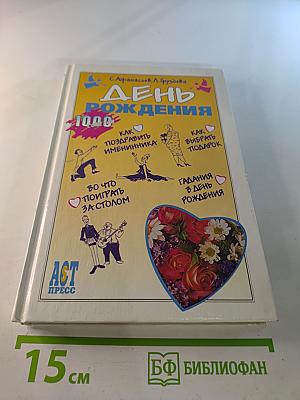 С. Афанасьев, Л. Груздева
ДЕНЬ
РОЖДЕНИЯ
1000
КАК
ПОЗДРАВИТЬ
ИМЕНИННИКА
КАК
ВЫБРАТЬ
ПОДАРОК
ВО ЧТО
ПОИГРАТЬ
ЗА СТОЛОМ
ГАДАНИЯ
В ДЕНЬ
РОЖДЕНИЯ
АСТ
ПРЕСС
15 см
БФ БИБЛИОФАН